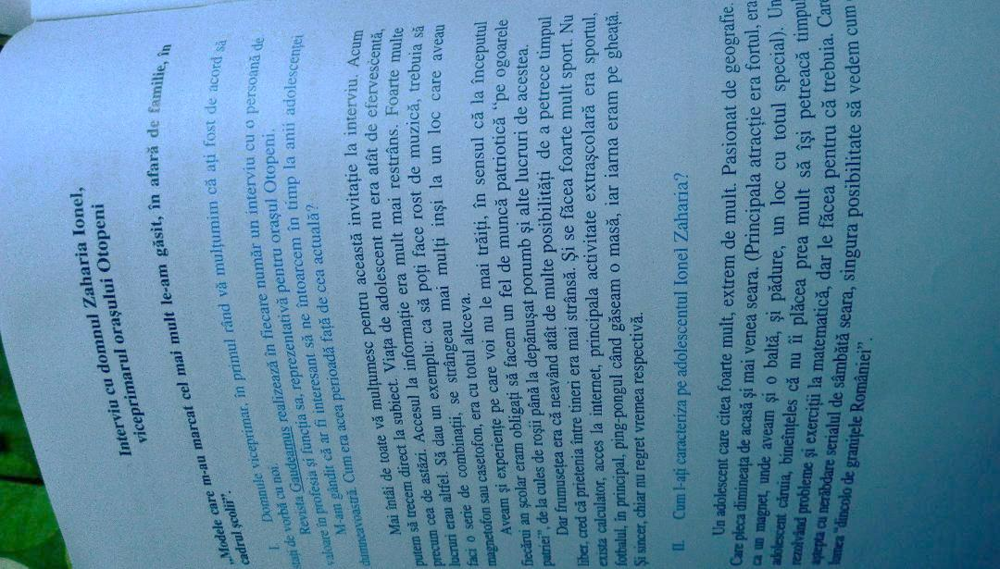 Interviu cu domnul Zaharia Ionel,
viceprimarul orașului Otopeni
„Modele care m-au marcat cel mai mult le-am găsit, în afară de familie, în
cadrul școlii”.
I. Domnule viceprimar, în primul rând vă mulțumim că ați fost de acord să
stați de vorbă cu noi.
Revista Gaudeamus realizează în fiecare număr un interviu cu o persoană de
valoare în profesia și funcția sa, reprezentativă pentru orașul Otopeni.
M-am gândit că ar fi interesant să ne întoarcem în timp la anii adolescenței
dumneavoastră. Cum era acea perioadă față de cea actuală?
Mai întâi de toate vă mulțumesc pentru această invitație la interviu. Acum
putem să trecem direct la subiect. Viața de adolescent nu era atât de efervescentă,
precum cea de astăzi. Accesul la informație era mult mai restrâns. Foarte multe
lucruri erau altfel. Să dau un exemplu: ca să poți face rost de muzică, trebuia să
faci o serie de combinații, se strângeau mai mulți inși la un loc care aveau
magnetofon sau casetofon, era cu totul altceva.
Aveam și experiențe pe care voi nu le mai trăiți, în sensul că la începutul
fiecărui an școlar eram obligați să facem un fel de muncă patriotică “pe ogoarele
patriei”, de la cules de roșii până la depănușat porumb și alte lucruri de acestea.
Dar frumusețea era că neavând atât de multe posibilități de a petrece timpul
liber, cred că prietenia între tineri era mai strânsă. Și se făcea foarte mult sport. Nu
exista calculator, acces la internet, principala activitate extrașcolară era sportul,
fotbalul, în principal, ping-pongul când găseam o masă, iar iarna eram pe gheață.
Și sincer, chiar nu regret vremea respectivă.
II. Cum l-ați caracteriza pe adolescentul Ionel Zaharia?
Un adolescent care citea foarte mult, extrem de mult. Pasionat de geografie.
Care pleca dimineața de acasă și mai venea seara. (Principala atracție era fortul, era
ca un magnet, unde aveam și o baltă, și pădure, un loc cu totul special). Un
adolescent căruia, bineînțeles că nu îi plăcea prea mult să își petreacă timpul
rezolvând probleme și exerciții la matematică, dar le făcea pentru că trebuia. Care
aștepta cu nerăbdare serialul de sâmbătă seara, singura posibilitate să vedem cum e
lumea “dincolo de granițele României”.